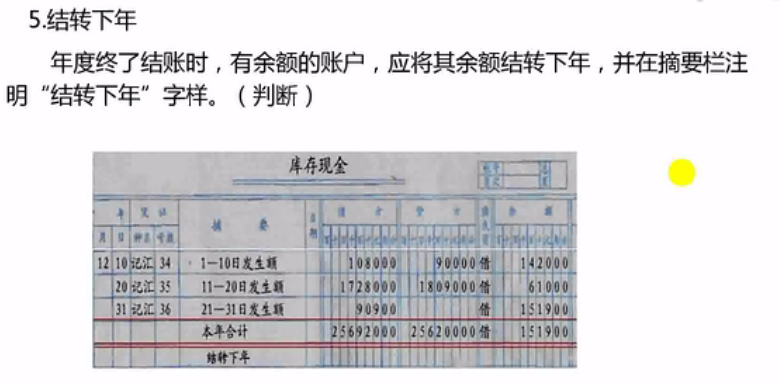 5.结转下年
年度终了结账时，有余额的账户，应将其余额结转下年，并在摘要栏注
明“结转下年”字样。（判断）
库存现金
年 凭证 摘要 借方 贷方 余额
月 日 种类 号数
12 10 记汇 34 1—10日发生额 108000 90000 借 142000
20 记汇 35 11—20日发生额 1728000 1809000 借 61000
31 记汇 36 21—31日发生额 90900 借 151900
本年合计 25692000 25620000 借 151900
结转下年